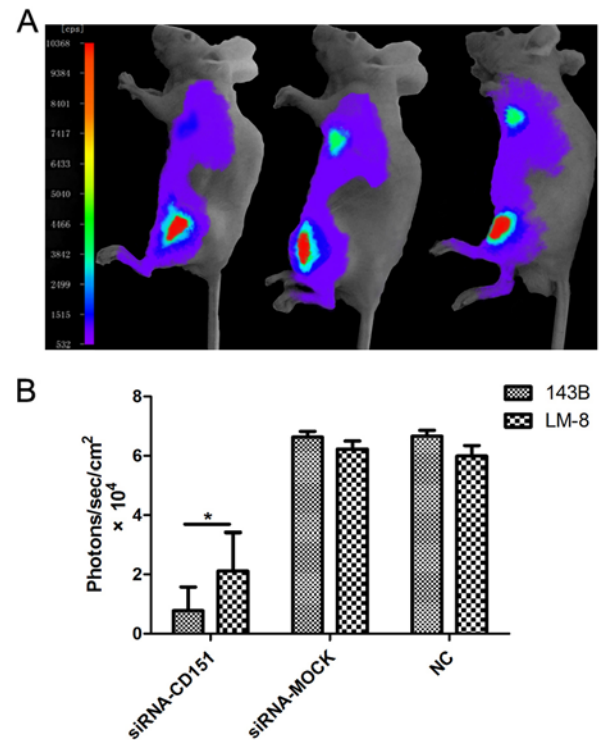 A
[cps]
10368
9384
8401
7417
6433
5040
4466
3842
2499
1515
532
B
143B
LM-8
Photons/sec/cm²
× 10⁴
8
6
4
2
0
*
siRNA-CD151
siRNA-MOCK
NC